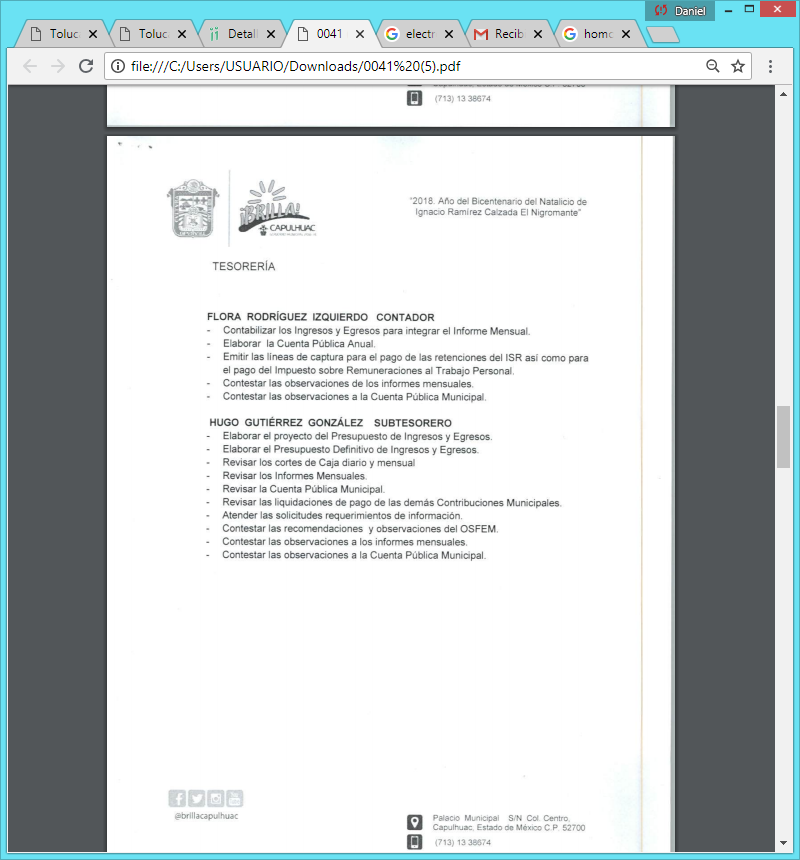 Daniel
Toluc
Toluc
Detall
0041
electr
Recib
homc
file:///C:/Users/USUARIO/Downloads/0041%20(5).pdf
Capulhuac, Estado de México C.P. 52700
(713) 13 38674
¡BRILLA!
CAPULHUAC
"2018. Año del Bicentenario del Natalicio de
Ignacio Ramírez Calzada El Nigromante"
TESORERÍA
FLORA RODRÍGUEZ IZQUIERDO CONTADOR
- Contabilizar los Ingresos y Egresos para integrar el Informe Mensual.
- Elaborar la Cuenta Pública Anual.
- Emitir las líneas de captura para el pago de las retenciones del ISR así como para
el pago del Impuesto sobre Remuneraciones al Trabajo Personal.
- Contestar las observaciones de los informes mensuales.
- Contestar las observaciones a la Cuenta Pública Municipal.
HUGO GUTIÉRREZ GONZÁLEZ SUBTESORERO
- Elaborar el proyecto del Presupuesto de Ingresos y Egresos.
- Elaborar el Presupuesto Definitivo de Ingresos y Egresos.
- Revisar los cortes de Caja diario y mensual
- Revisar los Informes Mensuales.
- Revisar la Cuenta Pública Municipal.
- Revisar las liquidaciones de pago de las demás Contribuciones Municipales.
- Atender las solicitudes requerimientos de información.
- Contestar las recomendaciones y observaciones del OSFEM.
- Contestar las observaciones a los informes mensuales.
- Contestar las observaciones a la Cuenta Pública Municipal.
@brillacapulhuac
Palacio Municipal S/N Col. Centro,
Capulhuac, Estado de México C.P. 52700
(713) 13 38674